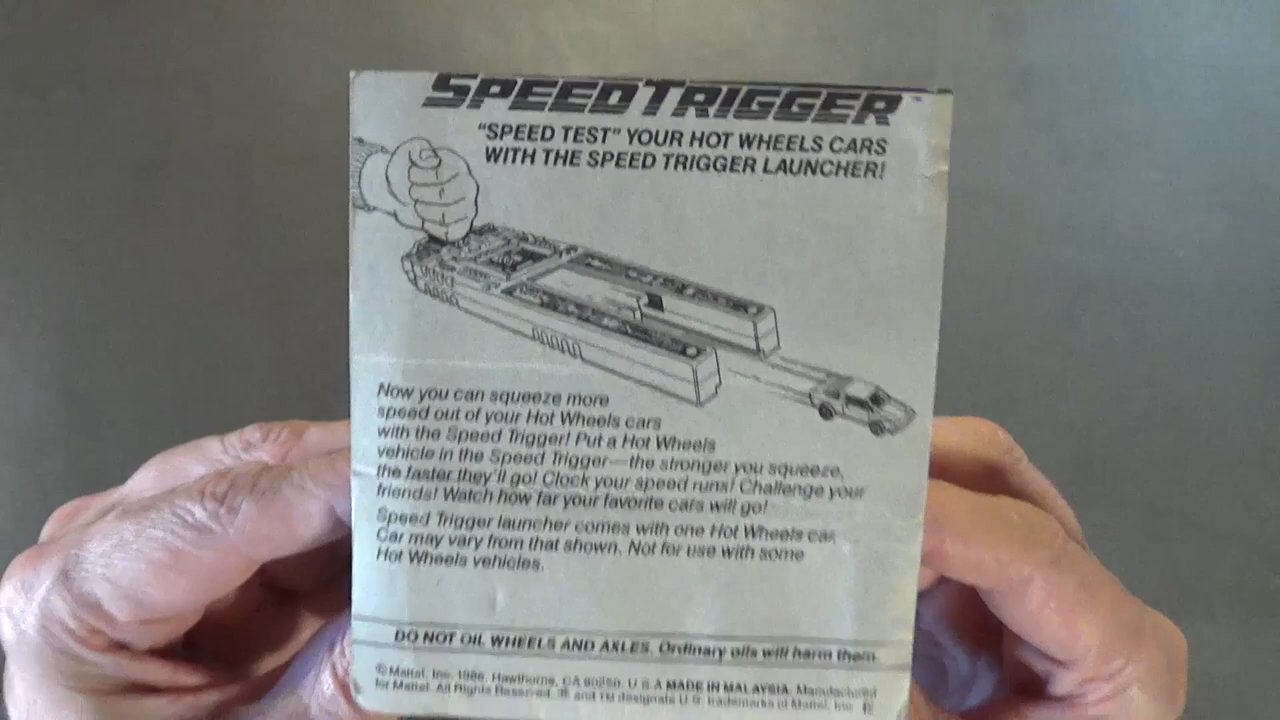 SPEED TRIGGER™
"SPEED TEST" YOUR HOT WHEELS CARS
WITH THE SPEED TRIGGER LAUNCHER!
Now you can squeeze more
speed out of your Hot Wheels cars
with the Speed Trigger! Put a Hot Wheels
vehicle in the Speed Trigger—the stronger you squeeze,
the faster they'll go! Clock your speed runs! Challenge your
friends! Watch how far your favorite cars will go!
Speed Trigger launcher comes with one Hot Wheels car.
Car may vary from that shown. Not for use with some
Hot Wheels vehicles.
DO NOT OIL WHEELS AND AXLES. Ordinary oils will harm them.
© Mattel, Inc. Hawthorne, CA U.S.A. MADE IN MALAYSIA. Manufactured
for Mattel. All Rights Reserved. ® and TM designate U.S. trademarks of Mattel, Inc.